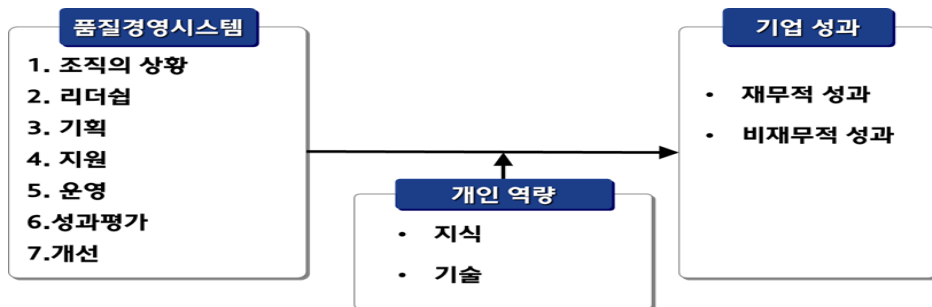 품질경영시스템
1. 조직의 상황
2. 리더쉽
3. 기획
4. 지원
5. 운영
6.성과평가
7.개선
기업 성과
• 재무적 성과
• 비재무적 성과
개인 역량
• 지식
• 기술